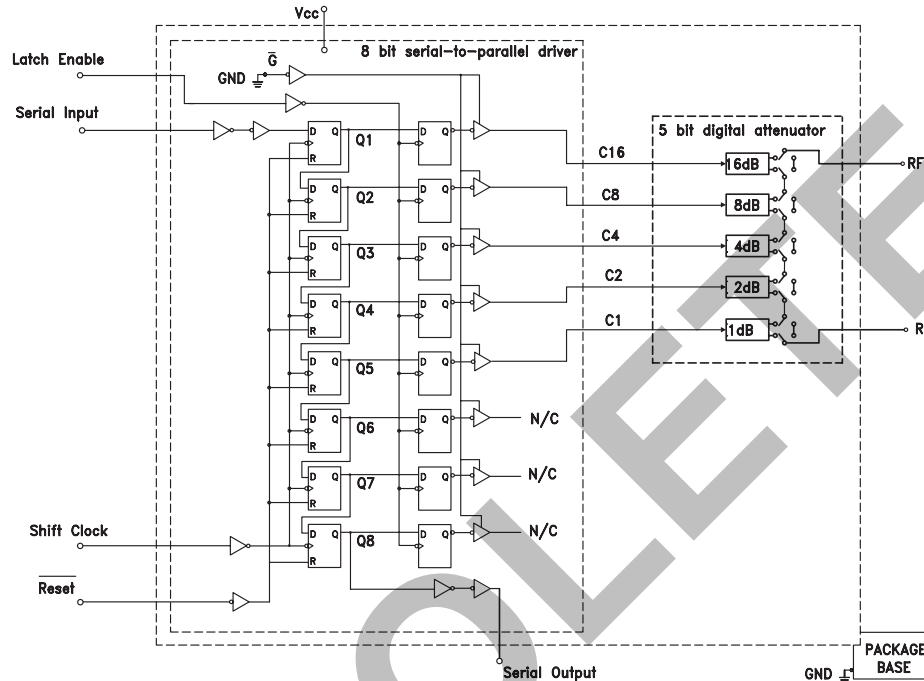 Vcc
8 bit serial-to-parallel driver
Latch Enable
G
GND
Serial Input
D Q
R
Q1
D Q
C16
5 bit digital attenuator
16dB
RF
D Q
R
Q2
D Q
C8
8dB
D Q
R
Q3
D Q
C4
4dB
D Q
R
Q4
D Q
C2
2dB
D Q
R
Q5
D Q
C1
1dB
R
D Q
R
Q6
D Q
N/C
D Q
R
Q7
D Q
N/C
Shift Clock
D Q
R
Q8
D Q
N/C
Reset
Serial Output
GND
PACKAGE
BASE
OLETE